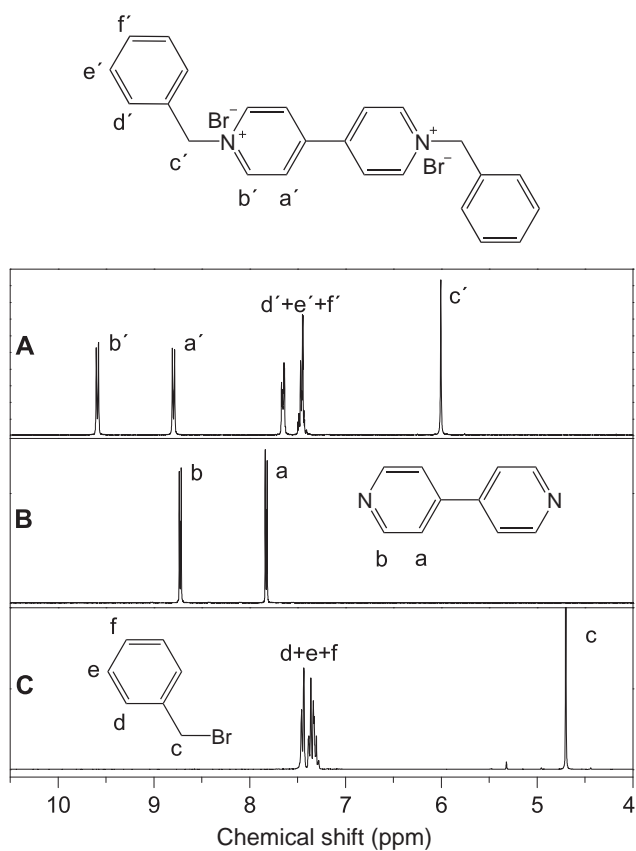 f´
e´
d´
c´
Br−
N+
b´ a´
N+
Br−
A
b´ a´ d´+e´+f´ c´
B
b a
N N
b a
C
f
e
d
c
Br
d+e+f c
10 9 8 7 6 5 4
Chemical shift (ppm)